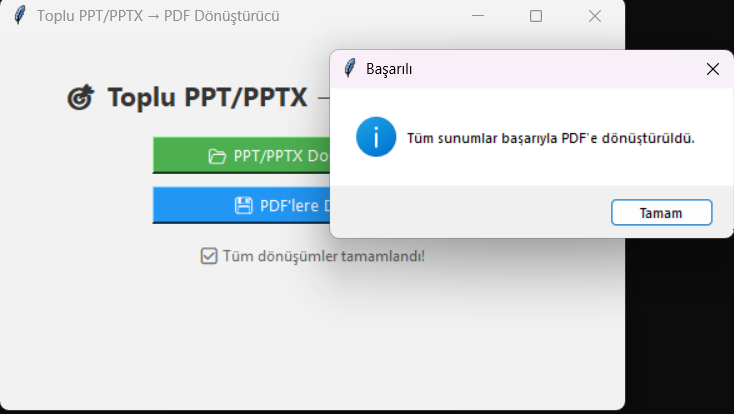 Toplu PPT/PPTX → PDF Dönüştürücü
Başarılı
Toplu PPT/PPTX
Tüm sunumlar başarıyla PDF'e dönüştürüldü.
PPT/PPTX Do
Tamam
PDF'lere D
Tüm dönüşümler tamamlandı!